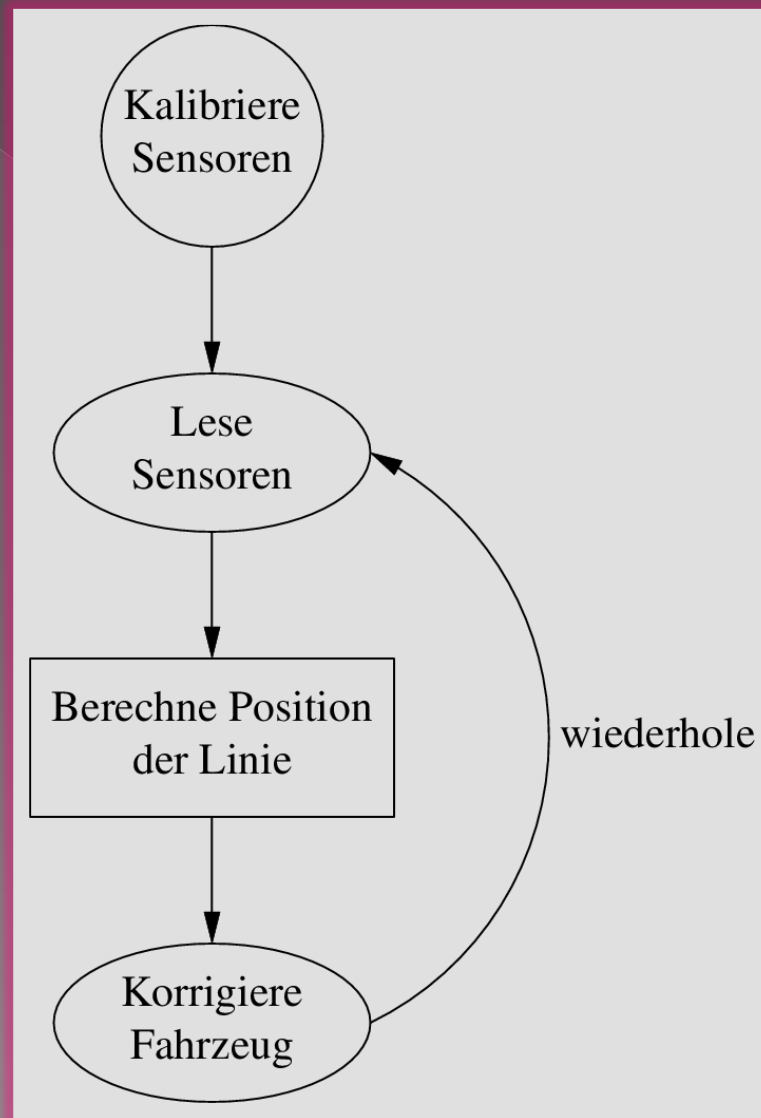 Kalibriere
Sensoren
Lese
Sensoren
Berechne Position
der Linie
wiederhole
Korrigiere
Fahrzeug